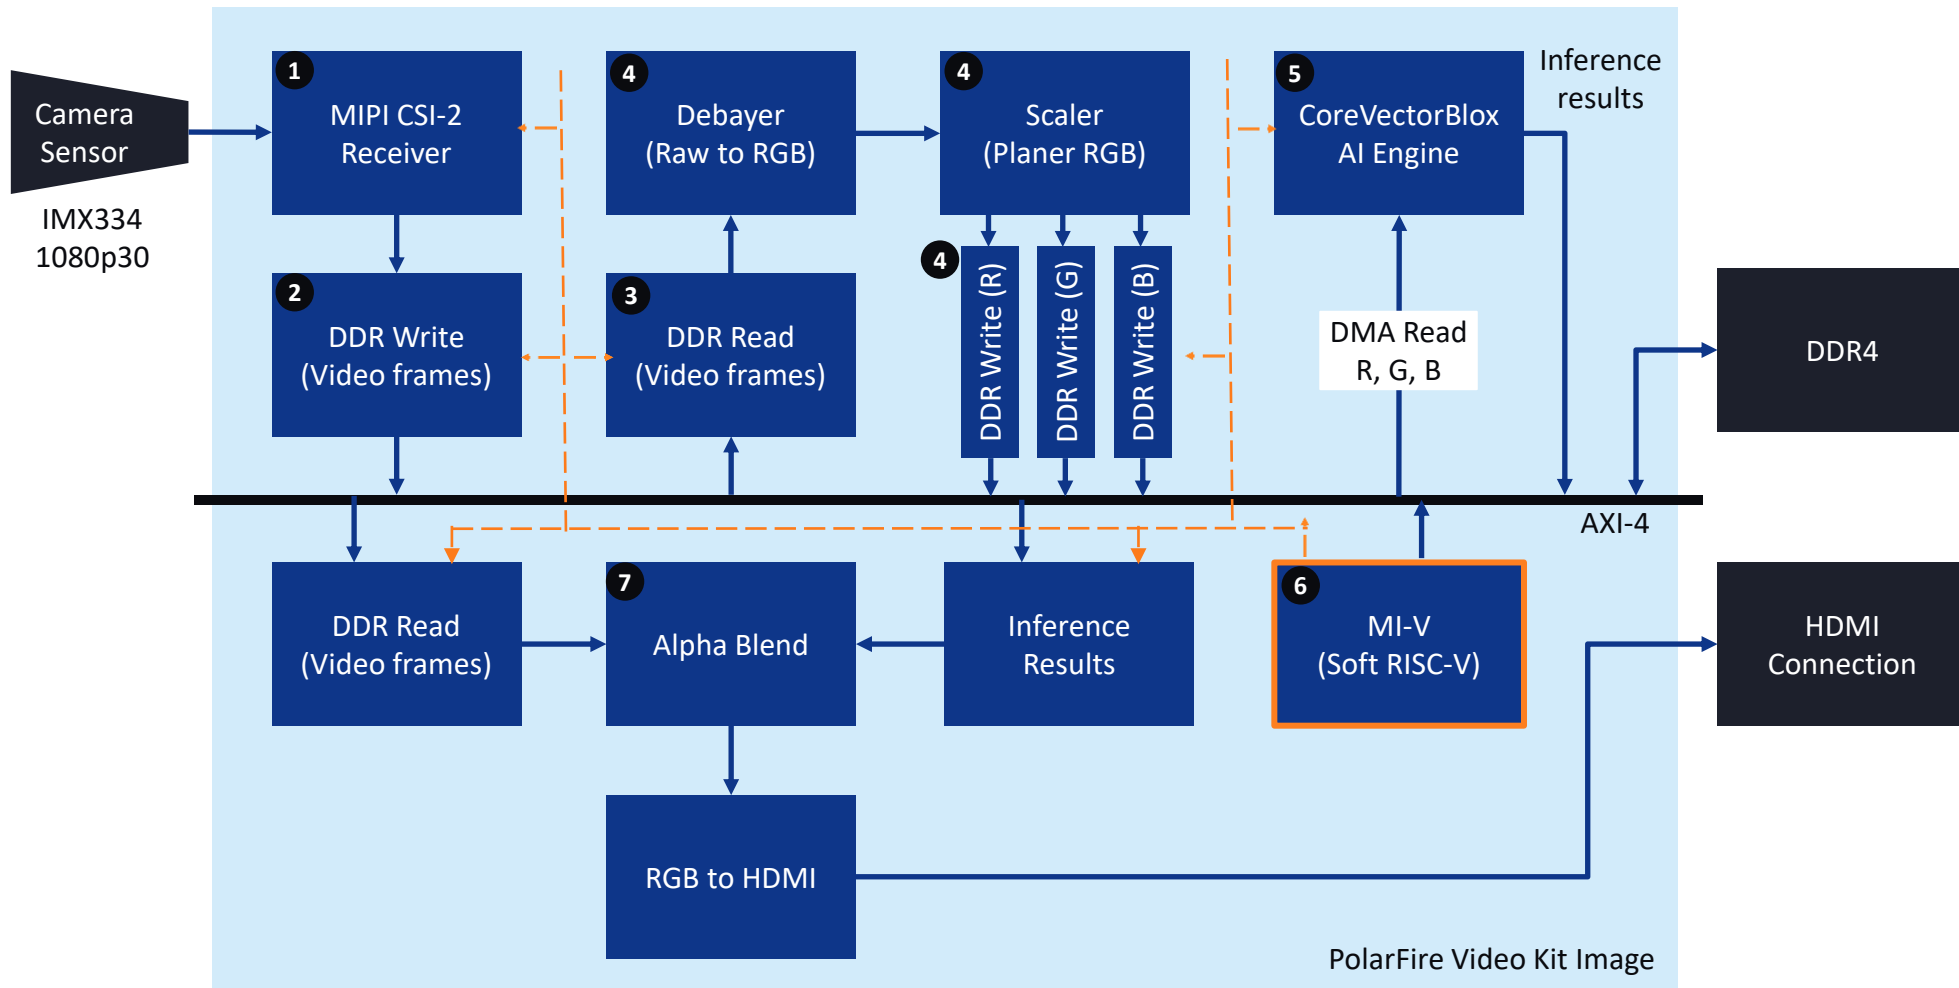 Camera
Sensor
IMX334
1080p30
1
MIPI CSI-2
Receiver
4
Debayer
(Raw to RGB)
4
Scaler
(Planer RGB)
5
CoreVectorBlox
AI Engine
Inference
results
2
DDR Write
(Video frames)
3
DDR Read
(Video frames)
4
DDR Write (R)
DDR Write (G)
DDR Write (B)
DMA Read
R, G, B
DDR4
AXI-4
DDR Read
(Video frames)
7
Alpha Blend
Inference
Results
6
MI-V
(Soft RISC-V)
HDMI
Connection
RGB to HDMI
PolarFire Video Kit Image